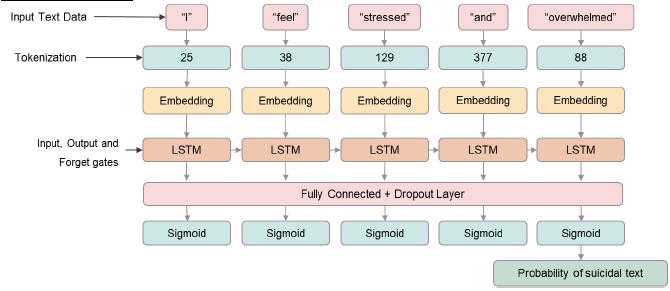 Input Text Data "I" "feel" "stressed" "and" "overwhelmed"
Tokenization 25 38 129 377 88
Embedding Embedding Embedding Embedding Embedding
Input, Output and
Forget gates
LSTM LSTM LSTM LSTM LSTM
Fully Connected + Dropout Layer
Sigmoid Sigmoid Sigmoid Sigmoid Sigmoid
Probability of suicidal text